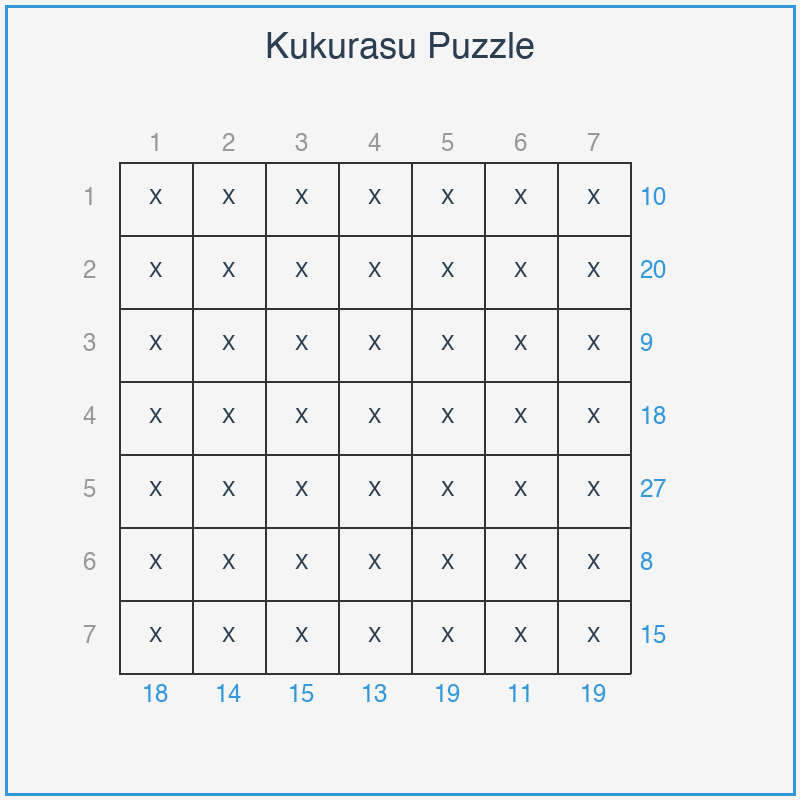 Kukurasu Puzzle
1 2 3 4 5 6 7
1 X X X X X X X 10
2 X X X X X X X 20
3 X X X X X X X 9
4 X X X X X X X 18
5 X X X X X X X 27
6 X X X X X X X 8
7 X X X X X X X 15
18 14 15 13 19 11 19